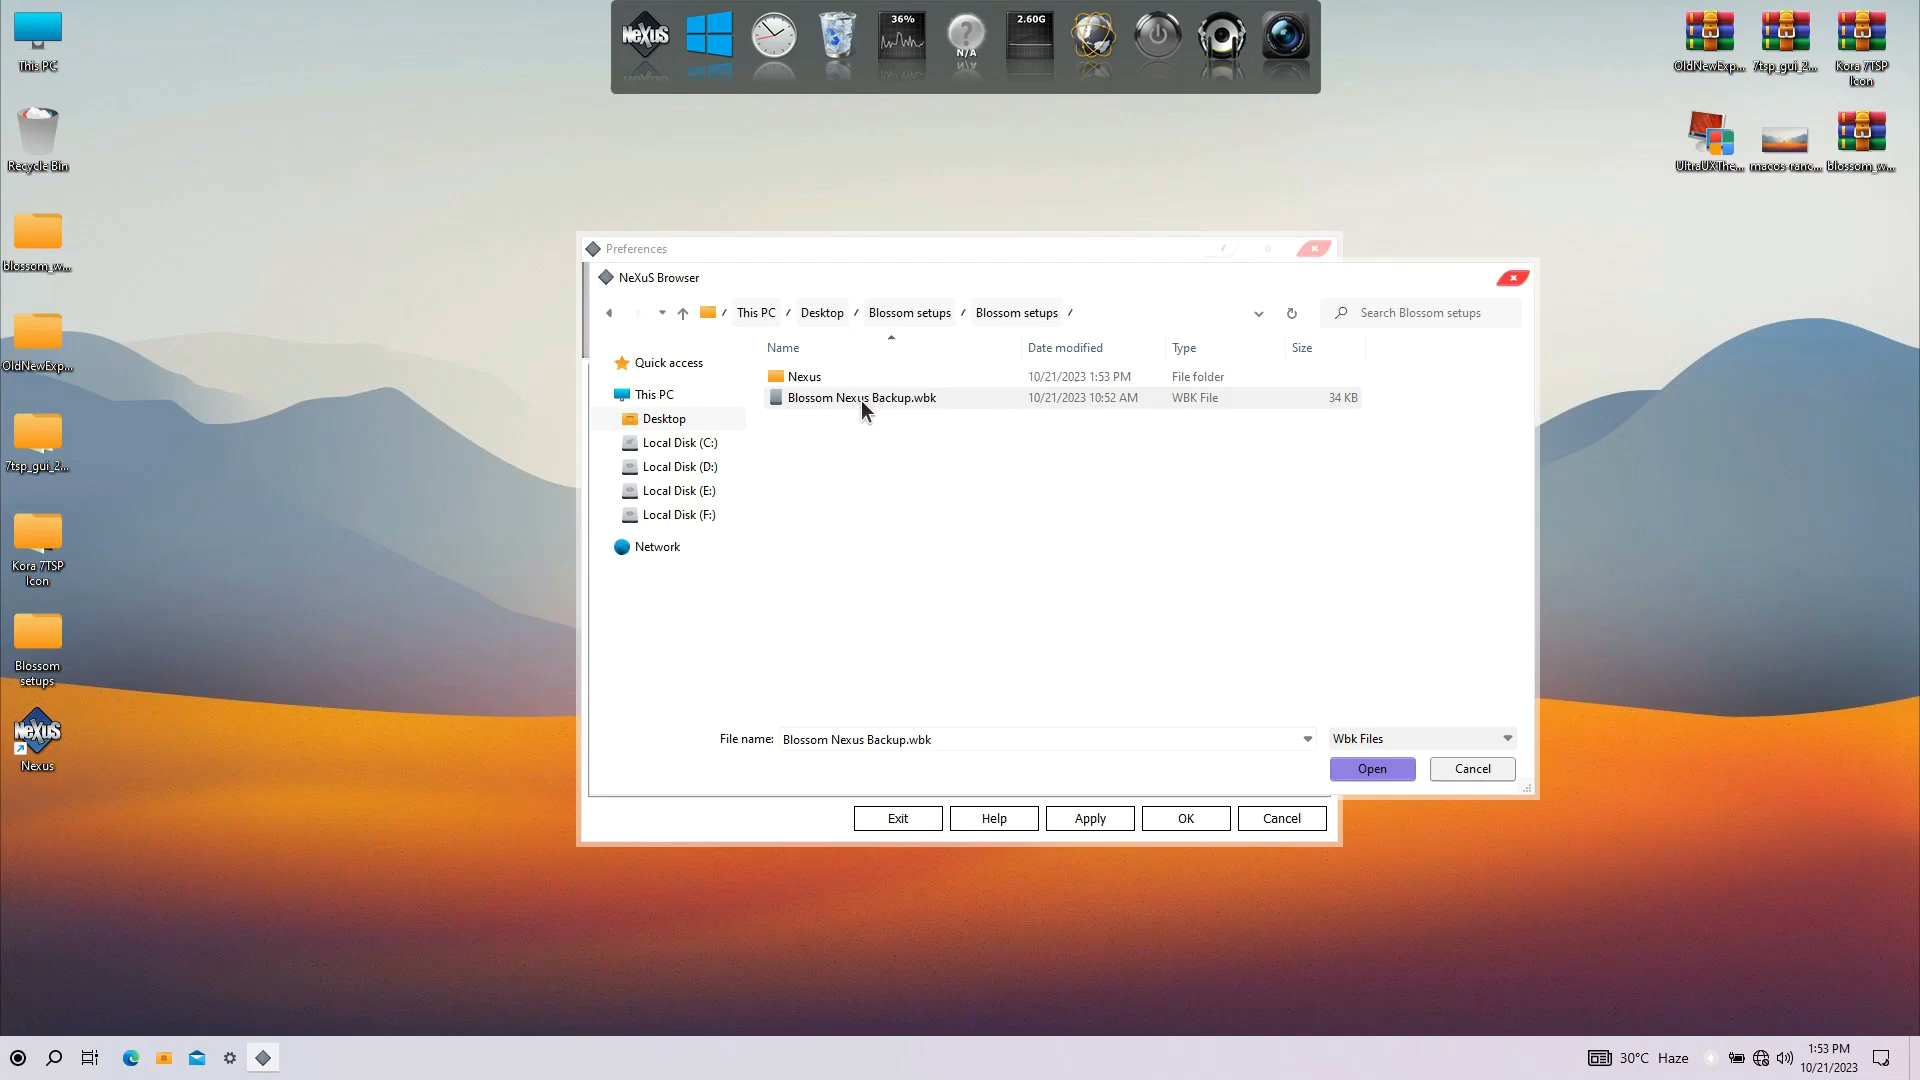 NeXuS
36%
N/A
2.60G
This PC
Recycle Bin
blossom_w...
OldNewExp...
7tsp_gui_2...
Kora 7TSP
Icon
Blossom
setups
NeXuS
Nexus
OldNewExp...
7tsp_gui_2...
Kora 7TSP
Icon
UltraUXThe...
macos-ranc...
blossom_w...
Preferences
NeXuS Browser
/ This PC / Desktop / Blossom setups / Blossom setups /
Search Blossom setups
Name Date modified Type Size
Quick access
This PC
Desktop
Local Disk (C:)
Local Disk (D:)
Local Disk (E:)
Local Disk (F:)
Network
Nexus 10/21/2023 1:53 PM File folder
Blossom Nexus Backup.wbk 10/21/2023 10:52 AM WBK File 34 KB
File name: Blossom Nexus Backup.wbk
Wbk Files
Open Cancel
Exit Help Apply OK Cancel
30°C Haze
1:53 PM
10/21/2023